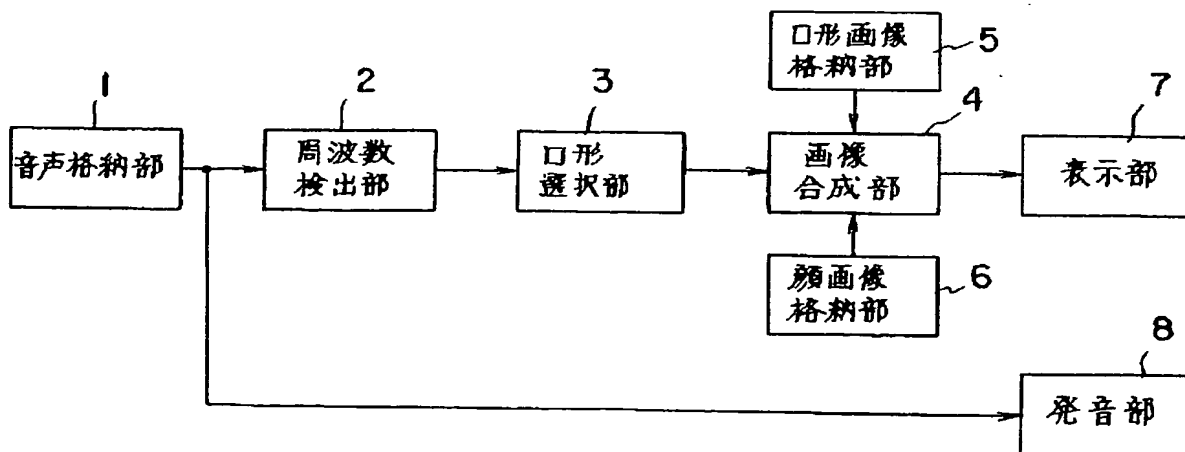 1
音声格納部
2
周波数
検出部
3
口形
選択部
口形画像
格納部
5
4
画像
合成部
顔画像
格納部
6
7
表示部
8
発音部